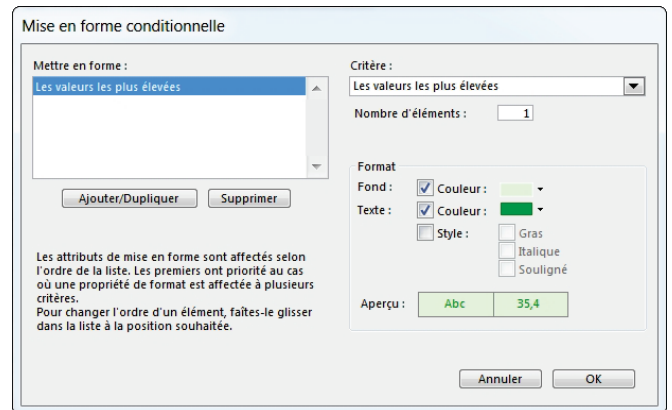 Mise en forme conditionnelle
Mettre en forme :
Les valeurs les plus élevées
Ajouter/Dupliquer
Supprimer
Les attributs de mise en forme sont affectés selon
l'ordre de la liste. Les premiers ont priorité au cas
où une propriété de format est affectée à plusieurs
critères.
Pour changer l'ordre d'un élément, faîtes-le glisser
dans la liste à la position souhaitée.
Critère :
Les valeurs les plus élevées
Nombre d'éléments : 1
Format
Fond : Couleur :
Texte : Couleur :
Style : Gras
Italique
Souligné
Aperçu : Abc 35,4
Annuler OK